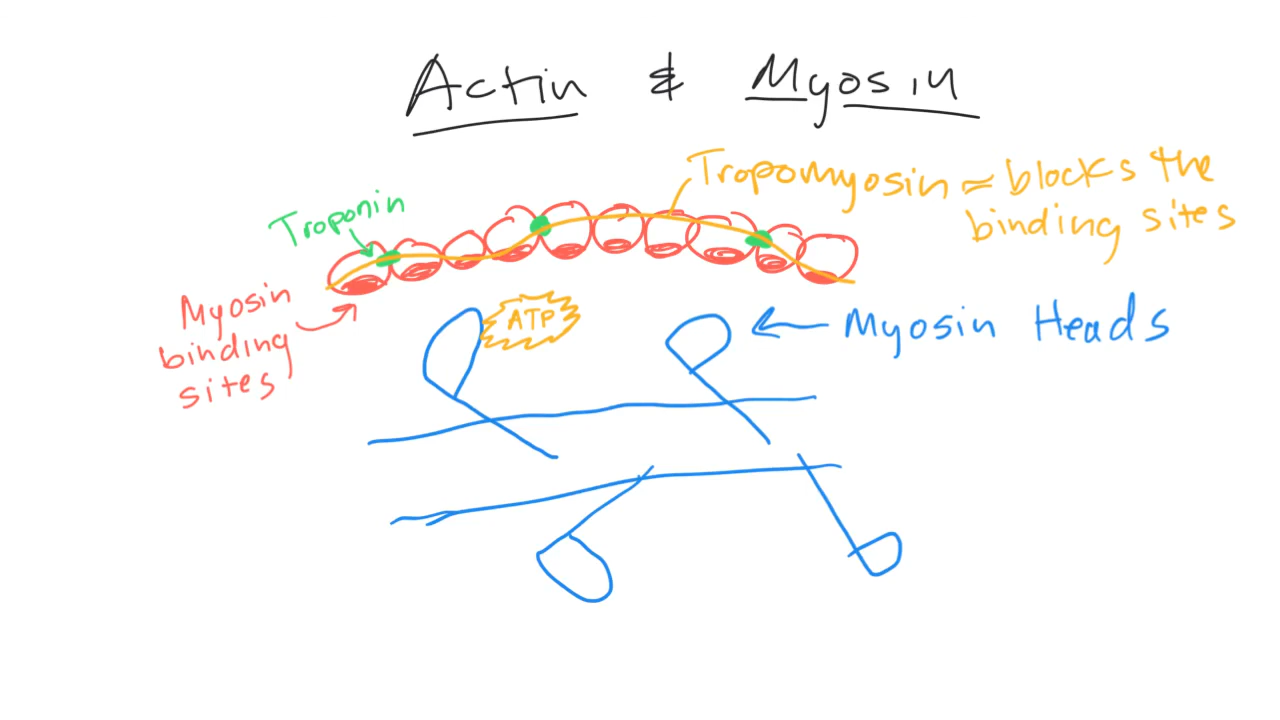 Actin & Myosin
Tropomyosin = blocks the
binding sites
Troponin
Myosin
binding
sites
ATP
Myosin Heads